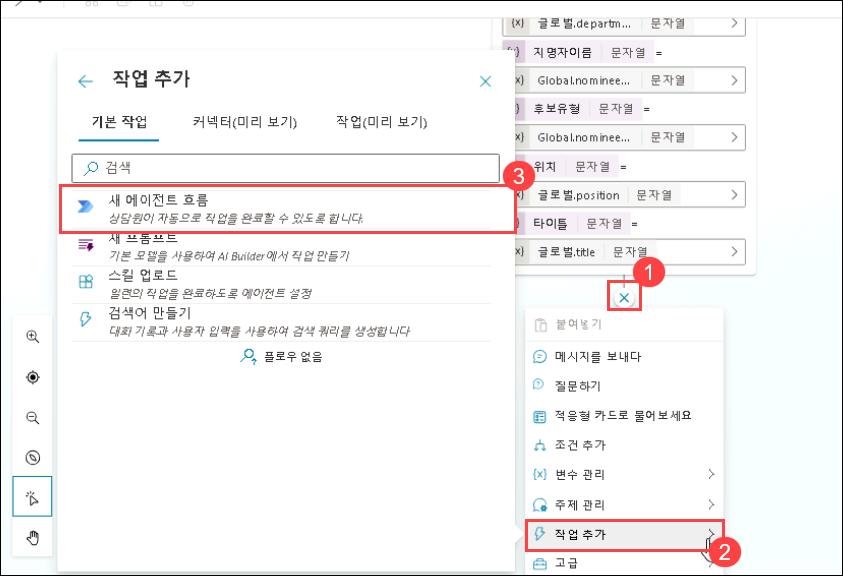 작업 추가
기본 작업
커넥터(미리 보기)
작업(미리 보기)
검색
새 에이전트 흐름
상담원이 자동으로 작업을 완료할 수 있도록 합니다.
새 프롬프트
기본 모델을 사용하여 AI Builder에서 작업 만들기
스킬 업로드
일련의 작업을 완료하도록 에이전트 설정
검색어 만들기
대화 기록과 사용자 입력을 사용하여 검색 쿼리를 생성합니다
플로우 없음
3
{x} 글로벌.departm... 문자열
지명자이름 문자열 =
Global.nominee... 문자열
후보유형 문자열 =
Global.nominee... 문자열
위치 문자열 =
글로벌.position 문자열
타이틀 문자열 =
글로벌.title 문자열
1
붙여넣기
메시지를 보내다
질문하기
적응형 카드로 물어보세요
조건 추가
{x} 변수 관리
주제 관리
작업 추가
2
고급